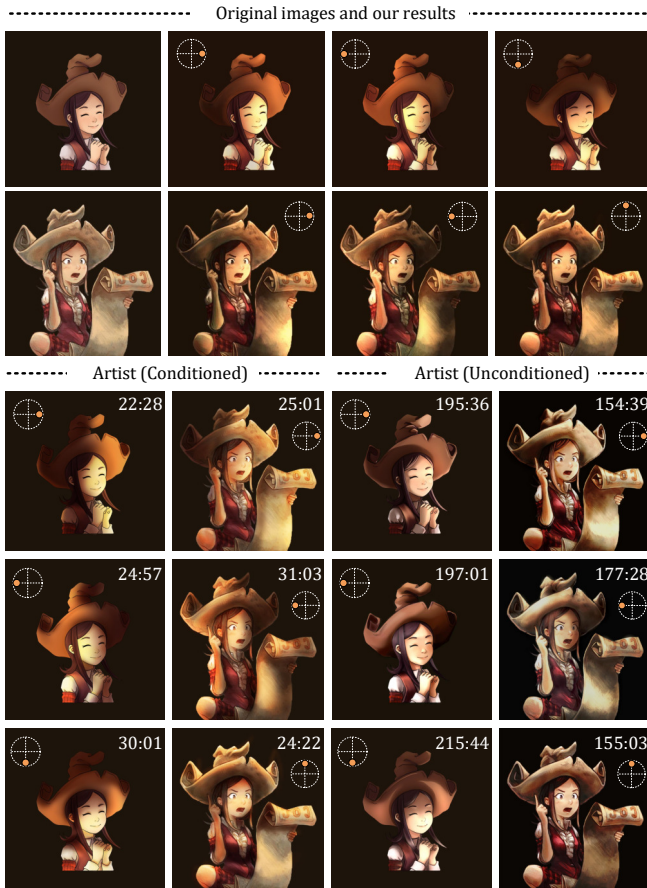 Original images and our results
Artist (Conditioned) Artist (Unconditioned)
22:28 25:01 195:36 154:39
24:57 31:03 197:01 177:28
30:01 24:22 215:44 155:03